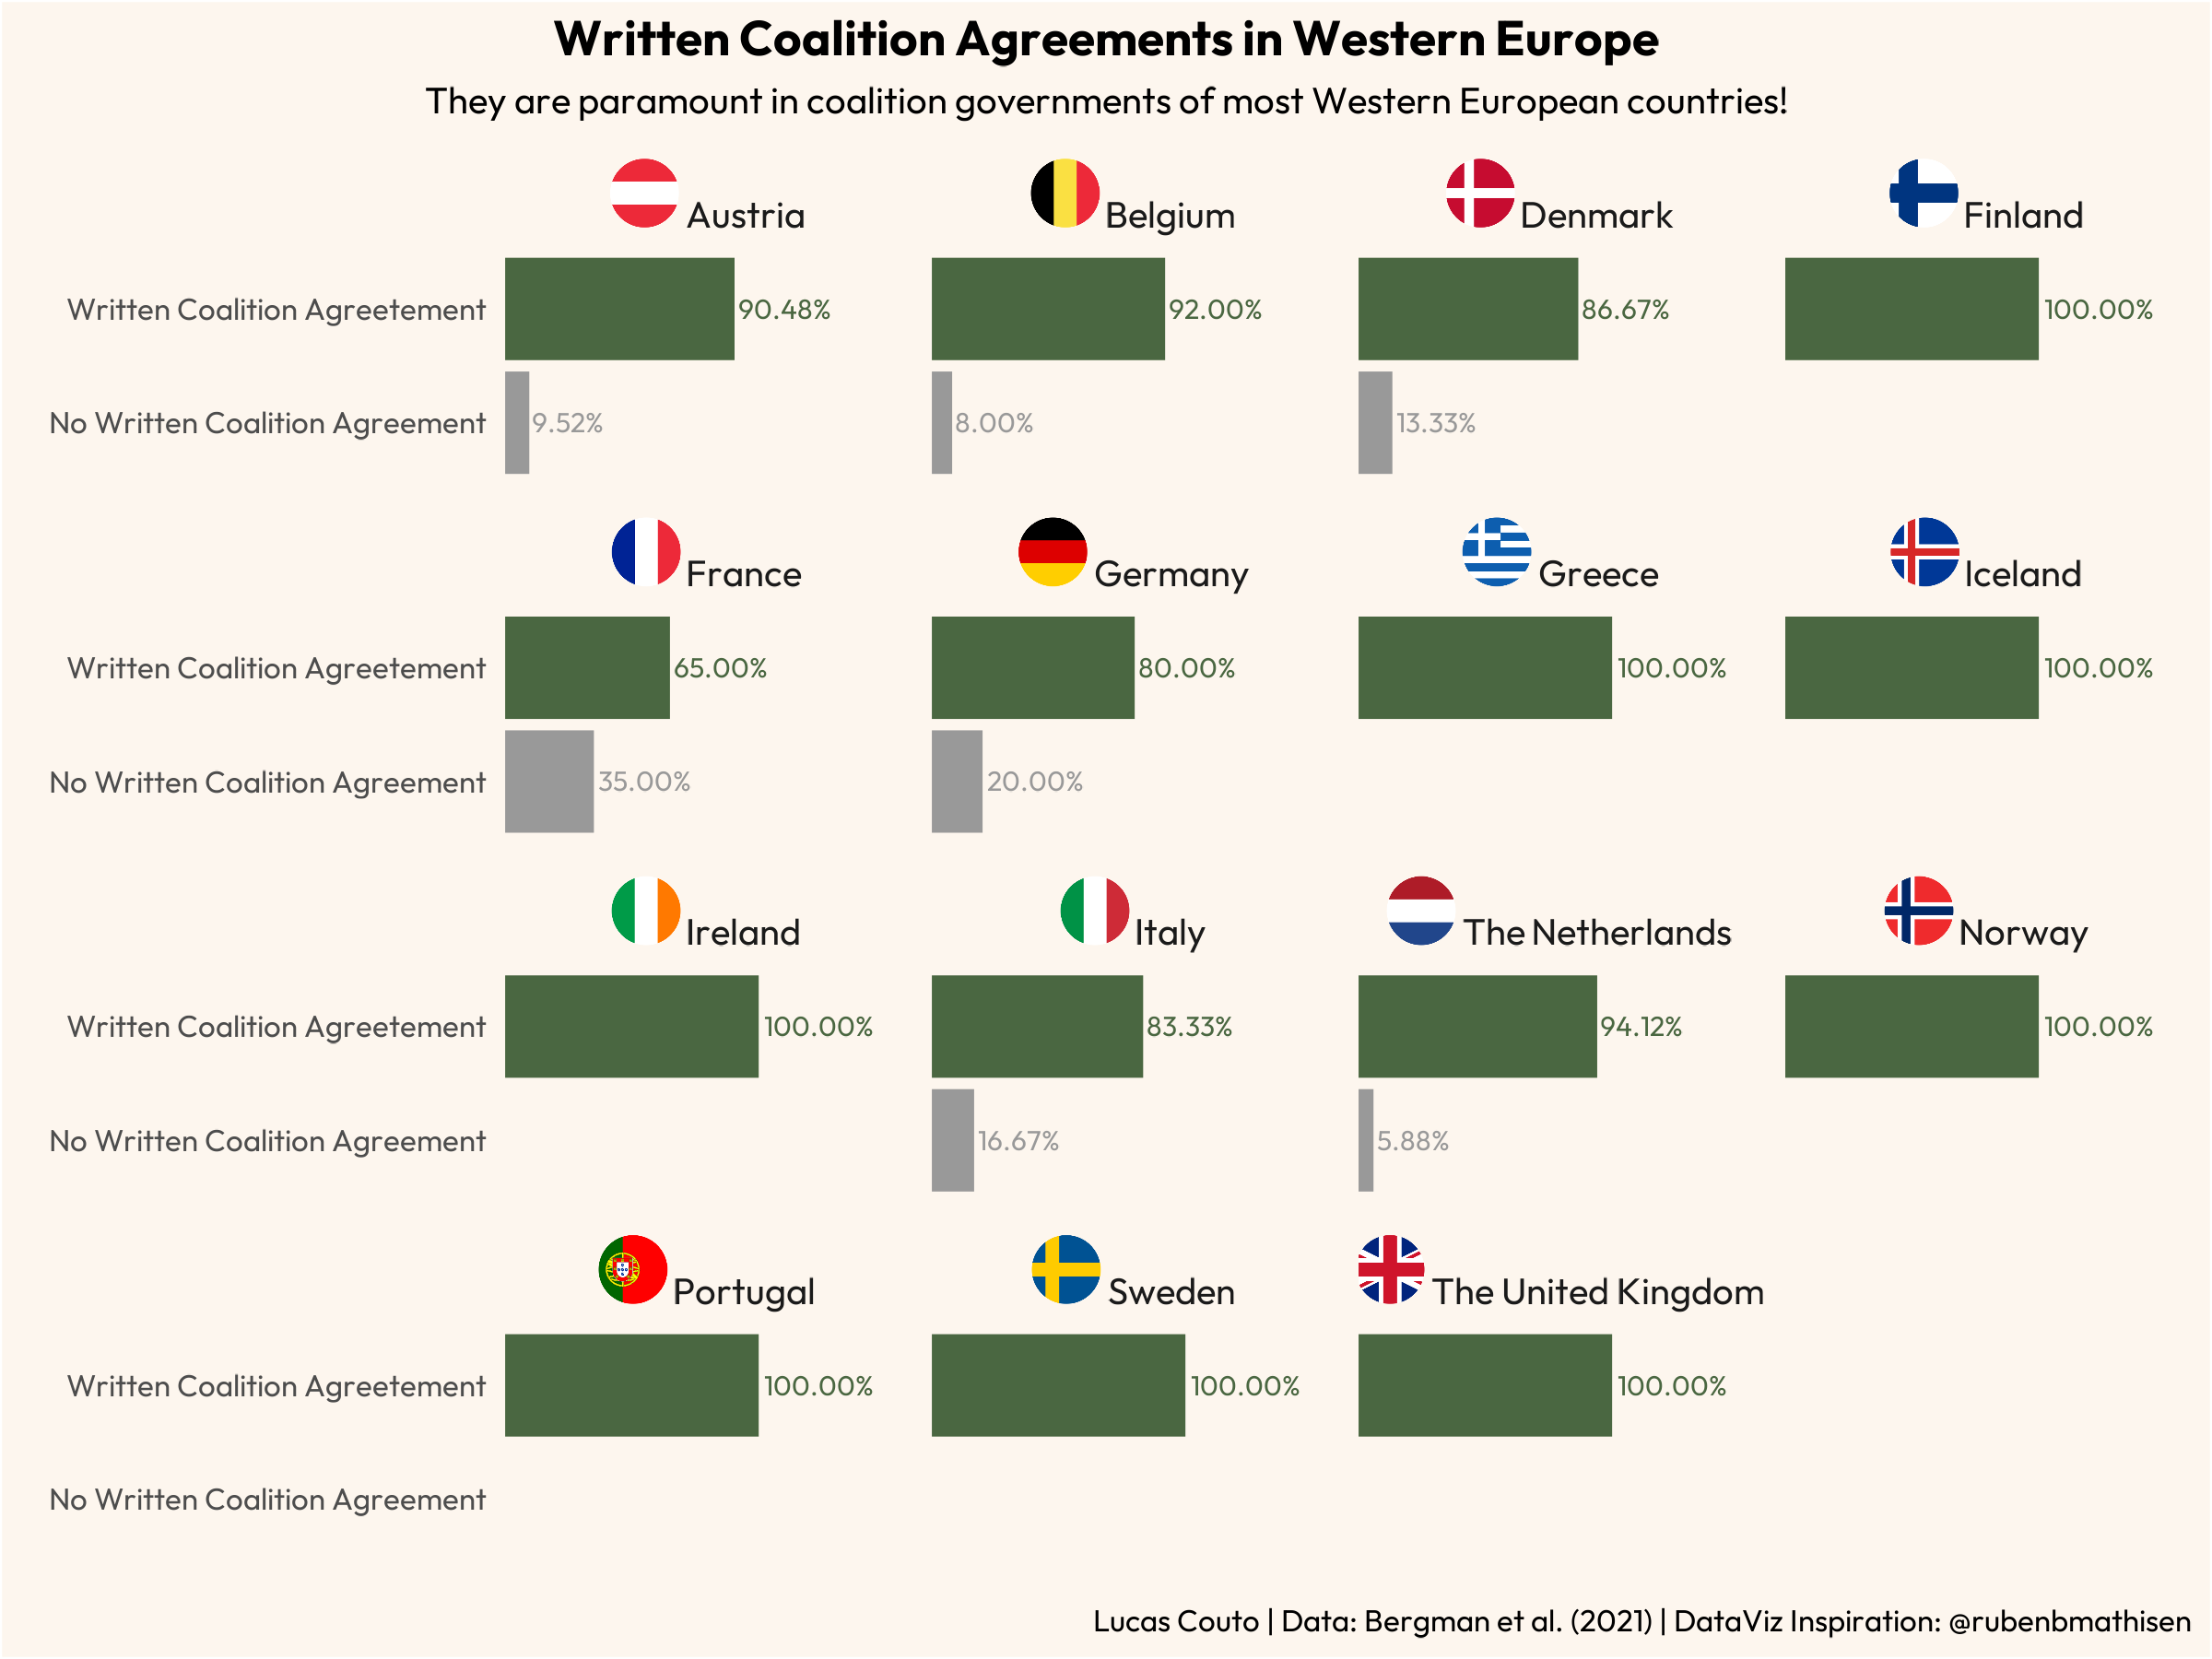 Written Coalition Agreements in Western Europe
They are paramount in coalition governments of most Western European countries!
Austria
Belgium
Denmark
Finland
Written Coalition Agreetement
90.48%
92.00%
86.67%
100.00%
No Written Coalition Agreement
9.52%
8.00%
13.33%
France
Germany
Greece
Iceland
Written Coalition Agreetement
65.00%
80.00%
100.00%
100.00%
No Written Coalition Agreement
35.00%
20.00%
Ireland
Italy
The Netherlands
Norway
Written Coalition Agreetement
100.00%
83.33%
94.12%
100.00%
No Written Coalition Agreement
16.67%
5.88%
Portugal
Sweden
The United Kingdom
Written Coalition Agreetement
100.00%
100.00%
100.00%
No Written Coalition Agreement
Lucas Couto | Data: Bergman et al. (2021) | DataViz Inspiration: @rubenbmathisen